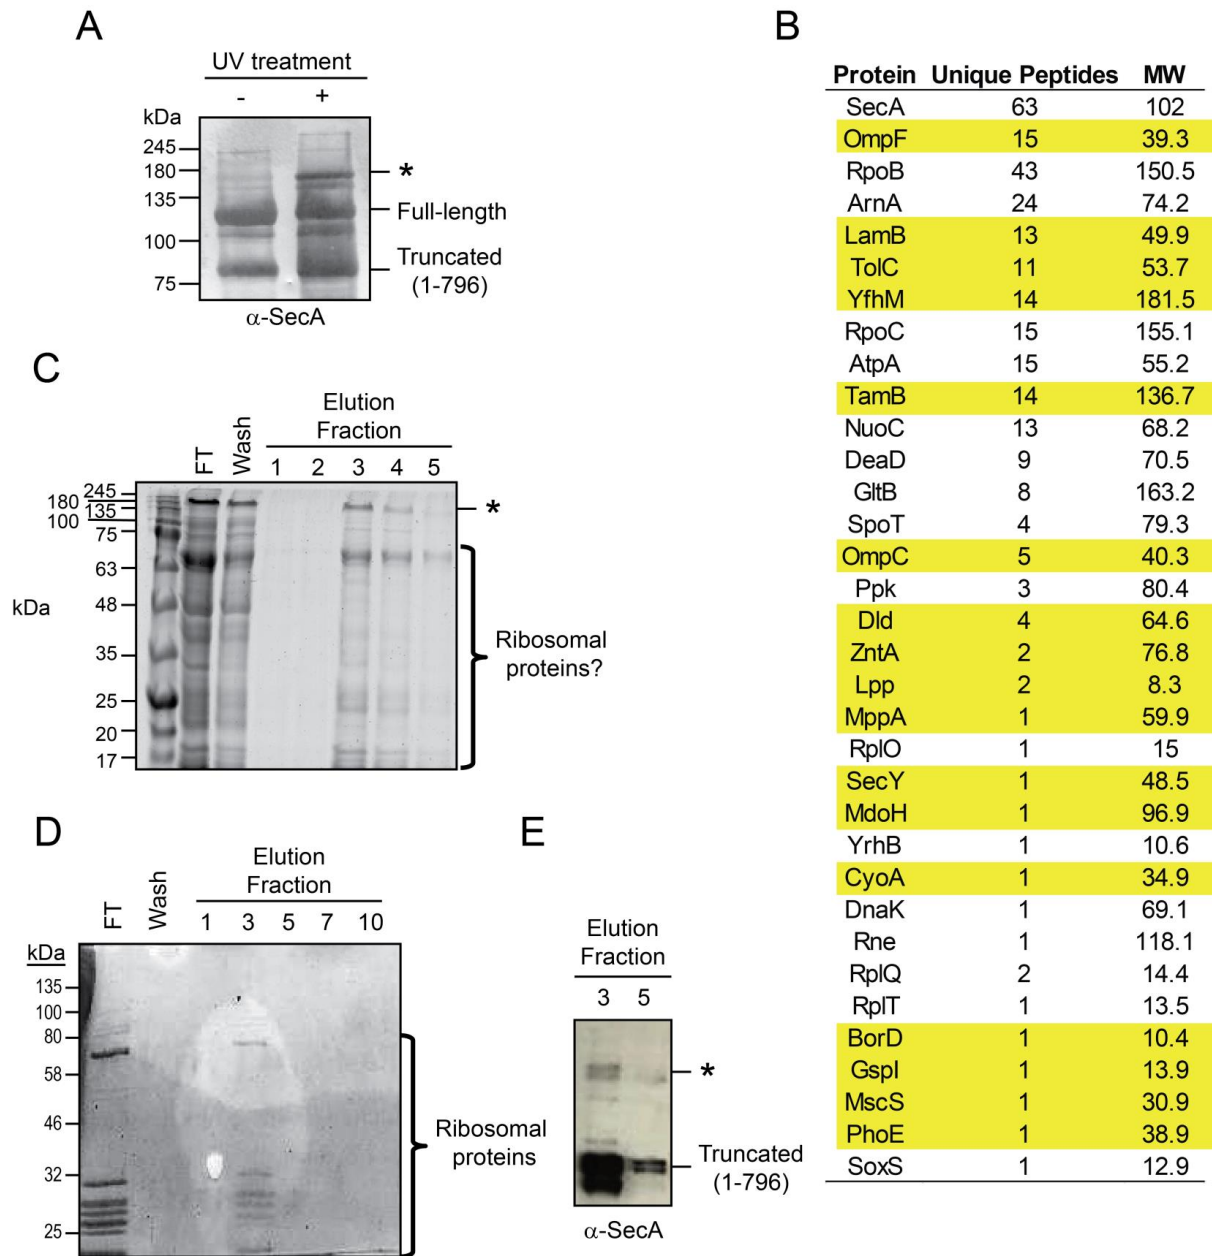 A
UV treatment
- +
kDa
245
180
135
100
75
*
Full-length
Truncated
(1-796)
α-SecA
B
Protein Unique Peptides MW
SecA 63 102
OmpF 15 39.3
RpoB 43 150.5
ArnA 24 74.2
LamB 13 49.9
TolC 11 53.7
YfhM 14 181.5
RpoC 15 155.1
AtpA 15 55.2
TamB 14 136.7
NuoC 13 68.2
DeaD 9 70.5
GltB 8 163.2
SpoT 4 79.3
OmpC 5 40.3
Ppk 3 80.4
Dld 4 64.6
ZntA 2 76.8
Lpp 2 8.3
MppA 1 59.9
RplO 1 15
SecY 1 48.5
MdoH 1 96.9
YrhB 1 10.6
CyoA 1 34.9
DnaK 1 69.1
Rne 1 118.1
RplQ 2 14.4
RplT 1 13.5
BorD 1 10.4
GspI 1 13.9
MscS 1 30.9
PhoE 1 38.9
SoxS 1 12.9
C
Elution
Fraction
FT Wash 1 2 3 4 5
245
180
135
100
75
63
48
35
25
20
17
kDa
*
Ribosomal
proteins?
D
Elution
Fraction
FT Wash 1 3 5 7 10
kDa
135
100
80
58
46
32
25
Ribosomal
proteins
E
Elution
Fraction
3 5
*
Truncated
(1-796)
α-SecA